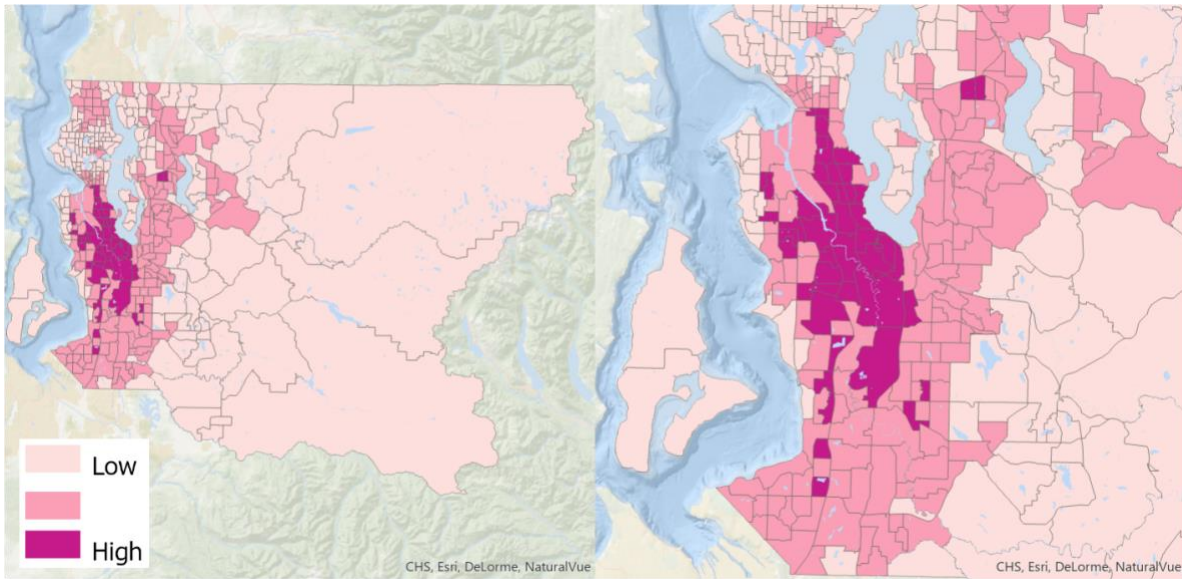 Low
High
CHS, Esri, DeLorme, NaturalVue
CHS, Esri, DeLorme, NaturalVue